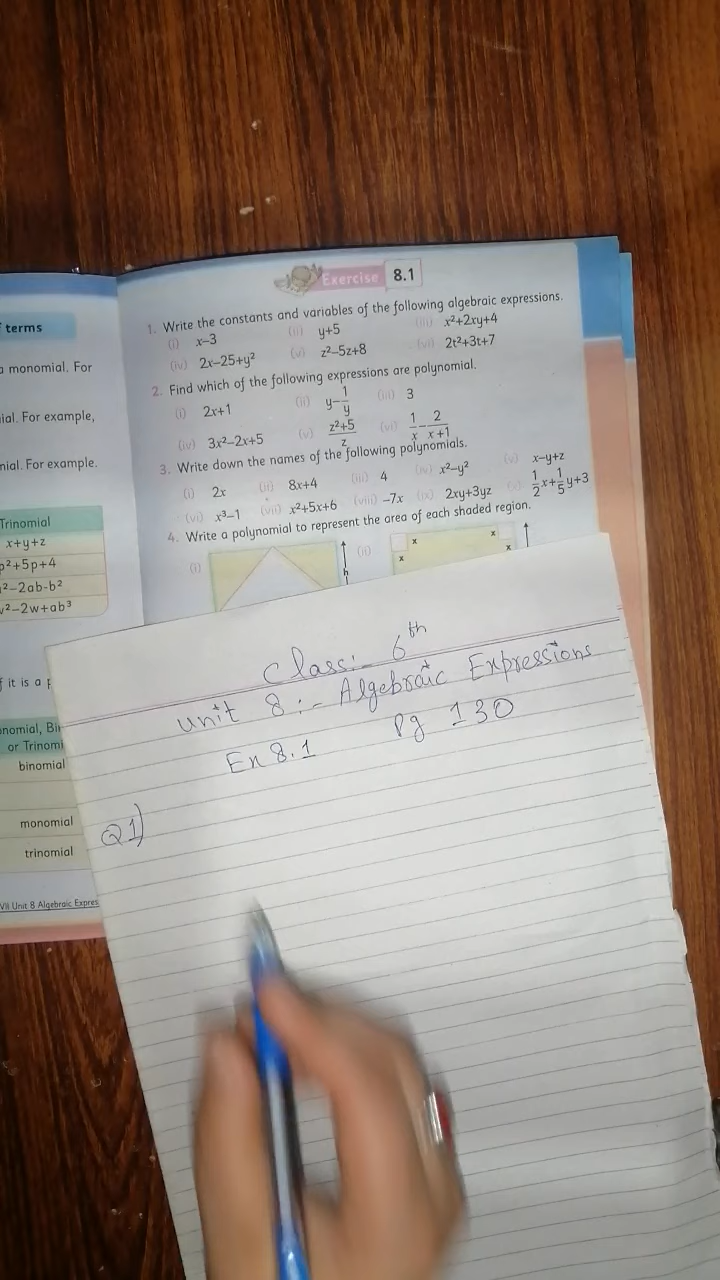 Exercise 8.1
1. Write the constants and variables of the following algebraic expressions.
(i) x–3 (ii) y+5 (iii) x²+2xy+4
(iv) 2x–25+y² (v) z²–5z+8 (vi) 2t²+3t+7
2. Find which of the following expressions are polynomial.
(i) 2x+1 (ii) y–1/y (iii) 3
(iv) 3x²–2x+5 (v) z²+5/z (vi) 1/x–2/x+1
3. Write down the names of the following polynomials.
(i) 2x (ii) 8x+4 (iii) 4 (iv) x²–y² (v) x–y+z
(vi) x³–1 (vii) x²+5x+6 (viii) –7x (ix) 2xy+3yz (x) 1/2x+1/5y+3
4. Write a polynomial to represent the area of each shaded region.
(i) h (ii) x x x x
terms
a monomial. For
ial. For example,
mial. For example.
Trinomial
x+y+z
p²+5p+4
²–2ab-b²
v²–2w+ab³
if it is a p
nomial, Bin
or Trinomi
binomial
monomial
trinomial
VII Unit 8 Algebraic Expres
Class:- 6th
unit 8:- Algebraic Expressions
Ex 8.1 Pg 130
Q1)